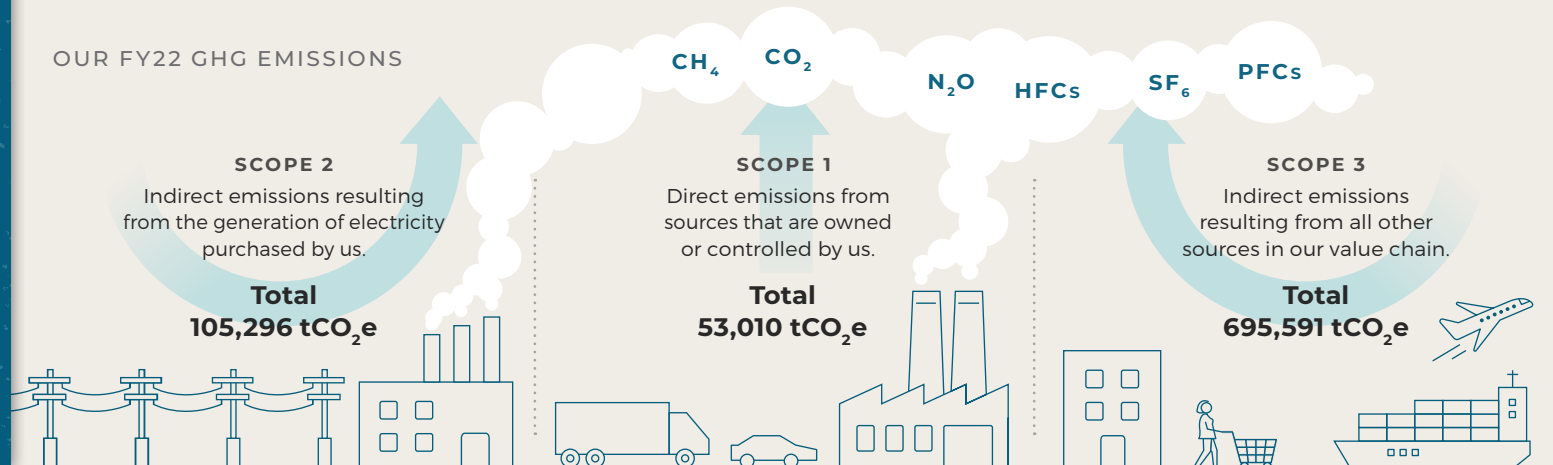 OUR FY22 GHG EMISSIONS
CH₄
CO₂
N₂O
HFCs
SF₆
PFCs
SCOPE 2
Indirect emissions resulting
from the generation of electricity
purchased by us.
Total
105,296 tCO₂e
SCOPE 1
Direct emissions from
sources that are owned
or controlled by us.
Total
53,010 tCO₂e
SCOPE 3
Indirect emissions
resulting from all other
sources in our value chain.
Total
695,591 tCO₂e